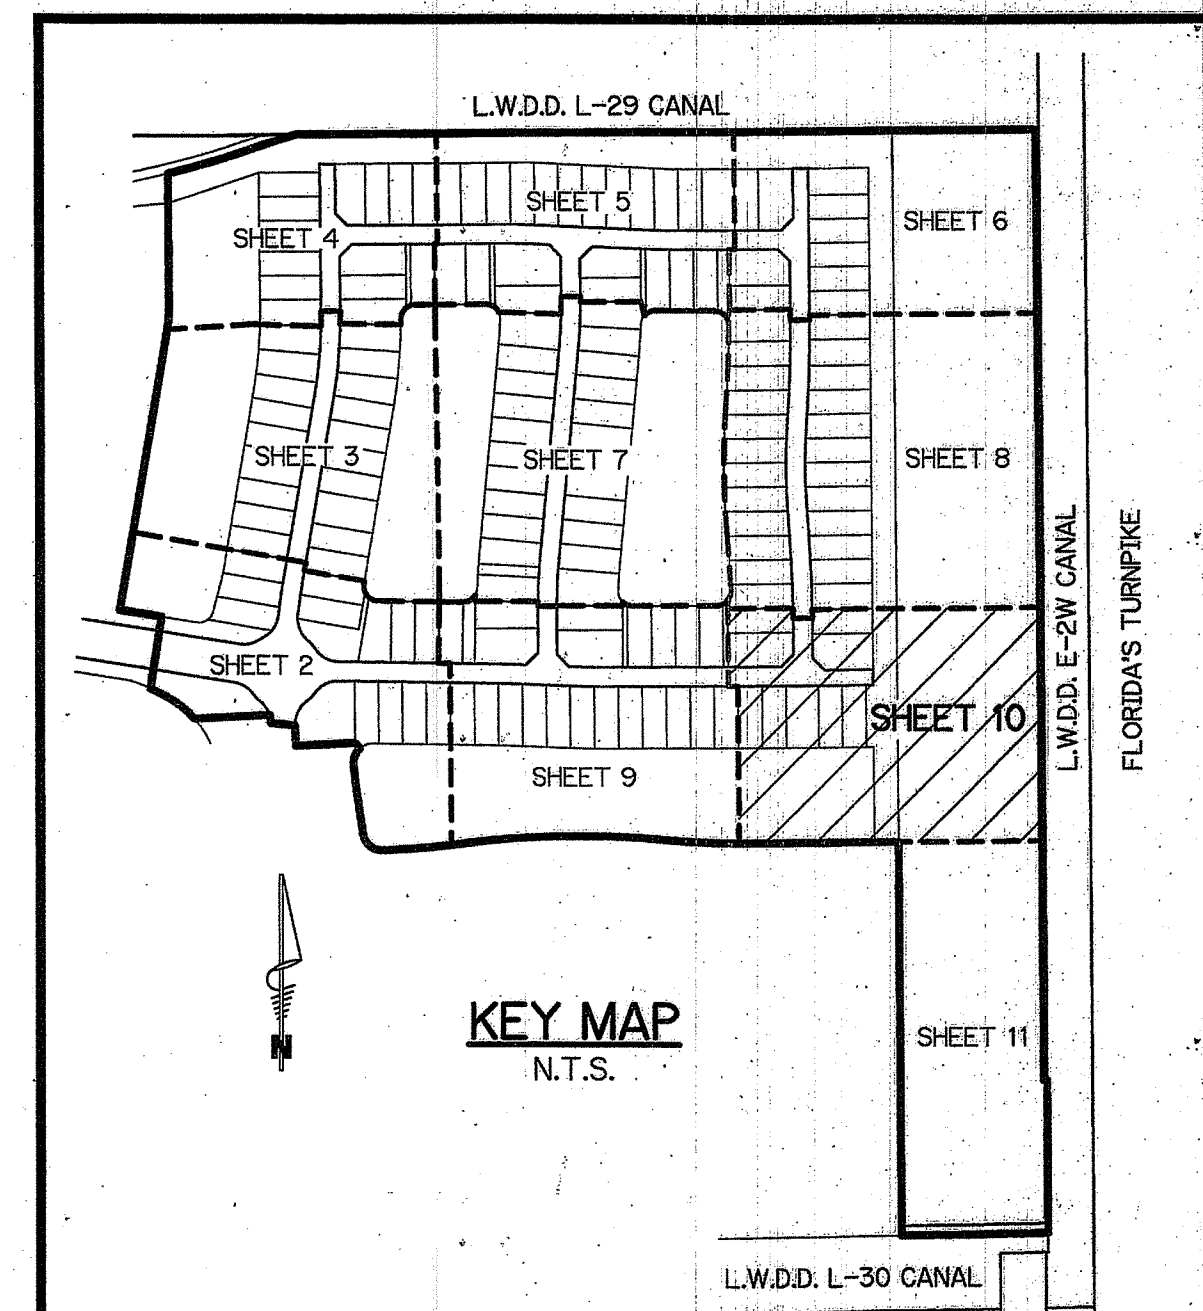 L.W.D.D. L-29 CANAL
SHEET 5
SHEET 6
SHEET 4
SHEET 3
SHEET 7
SHEET 8
L.W.D.D. E-2W CANAL
FLORIDA'S TURNPIKE
SHEET 2
SHEET 10
SHEET 9
N
KEY MAP
N.T.S.
SHEET 11
L.W.D.D. L-30 CANAL